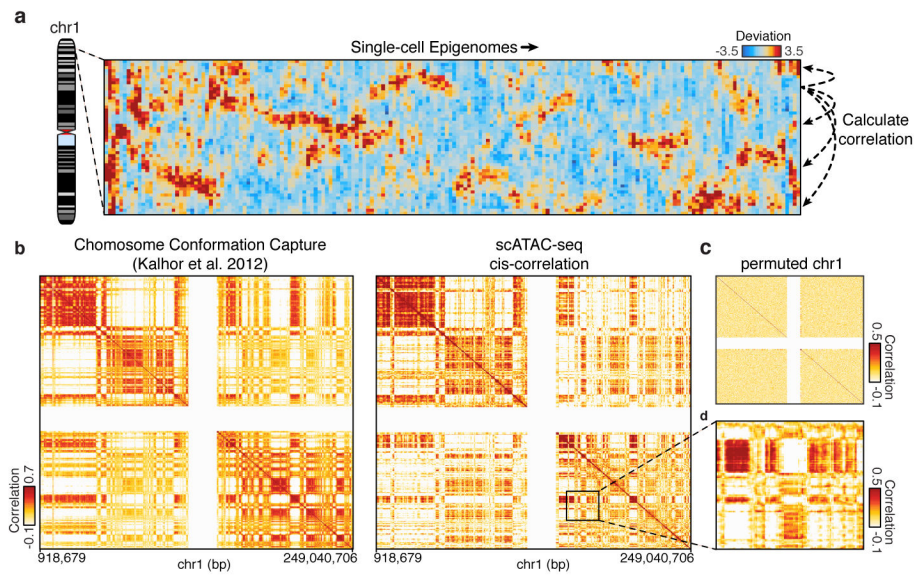 a
chr1
Single-cell Epigenomes
Deviation
-3.5 3.5
Calculate
correlation
b
Chomosome Conformation Capture
(Kalhor et al. 2012)
scATAC-seq
cis-correlation
c
permuted chr1
Correlation
-0.1 0.5
d
Correlation
-0.1 0.7
Correlation
-0.1 0.5
918,679
chr1 (bp)
249,040,706
918,679
chr1 (bp)
249,040,706